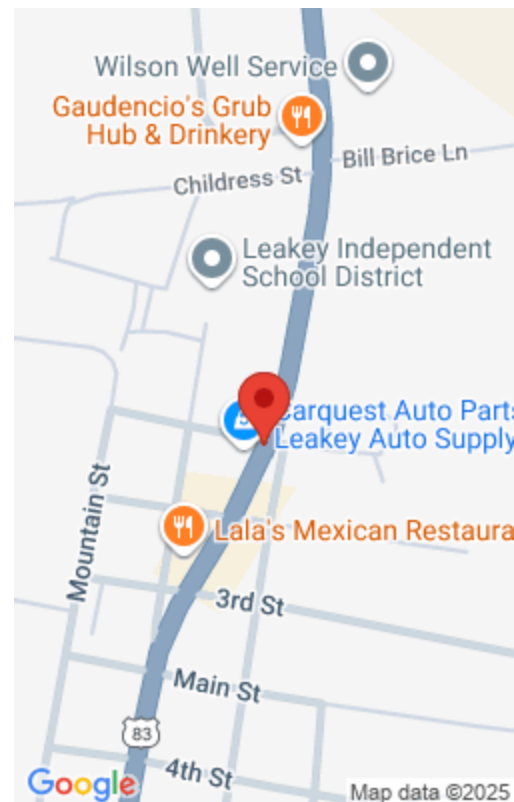 Wilson Well Service
Gaudencio's Grub
Hub & Drinkery
Bill Brice Ln
Childress St
Leakey Independent
School District
Carquest Auto Parts
Leakey Auto Supply
Mountain St
Lala's Mexican Restaura
3rd St
Main St
83
4th St
Google
Map data ©2025